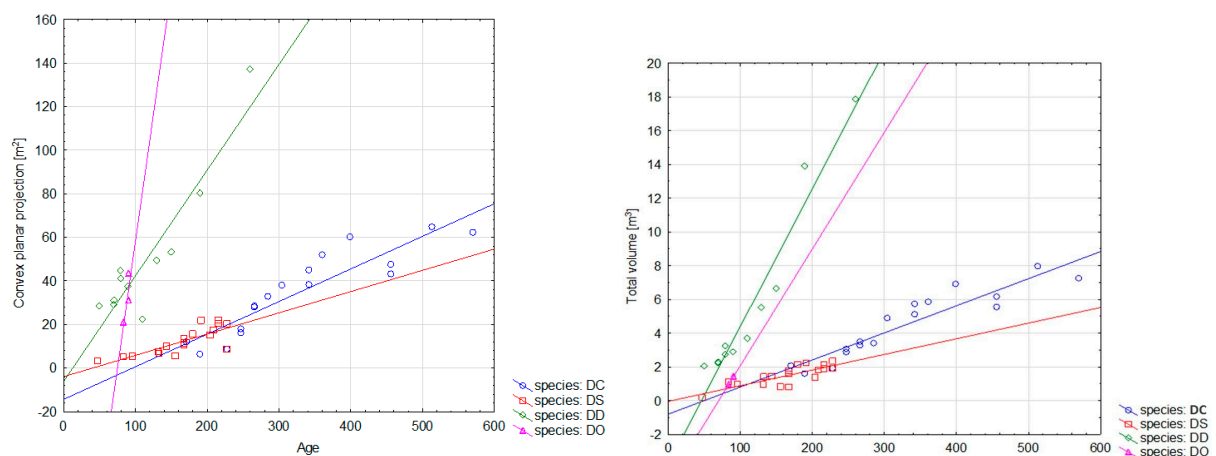 160
140
120
100
80
60
40
20
0
-20
Convex planar projection [m²]
0 100 200 300 400 500 600
Age
species: DC
species: DS
species: DD
species: DO
20
18
16
14
12
10
8
6
4
2
0
-2
Total volume [m³]
0 100 200 300 400 500 600
species: DC
species: DS
species: DD
species: DO